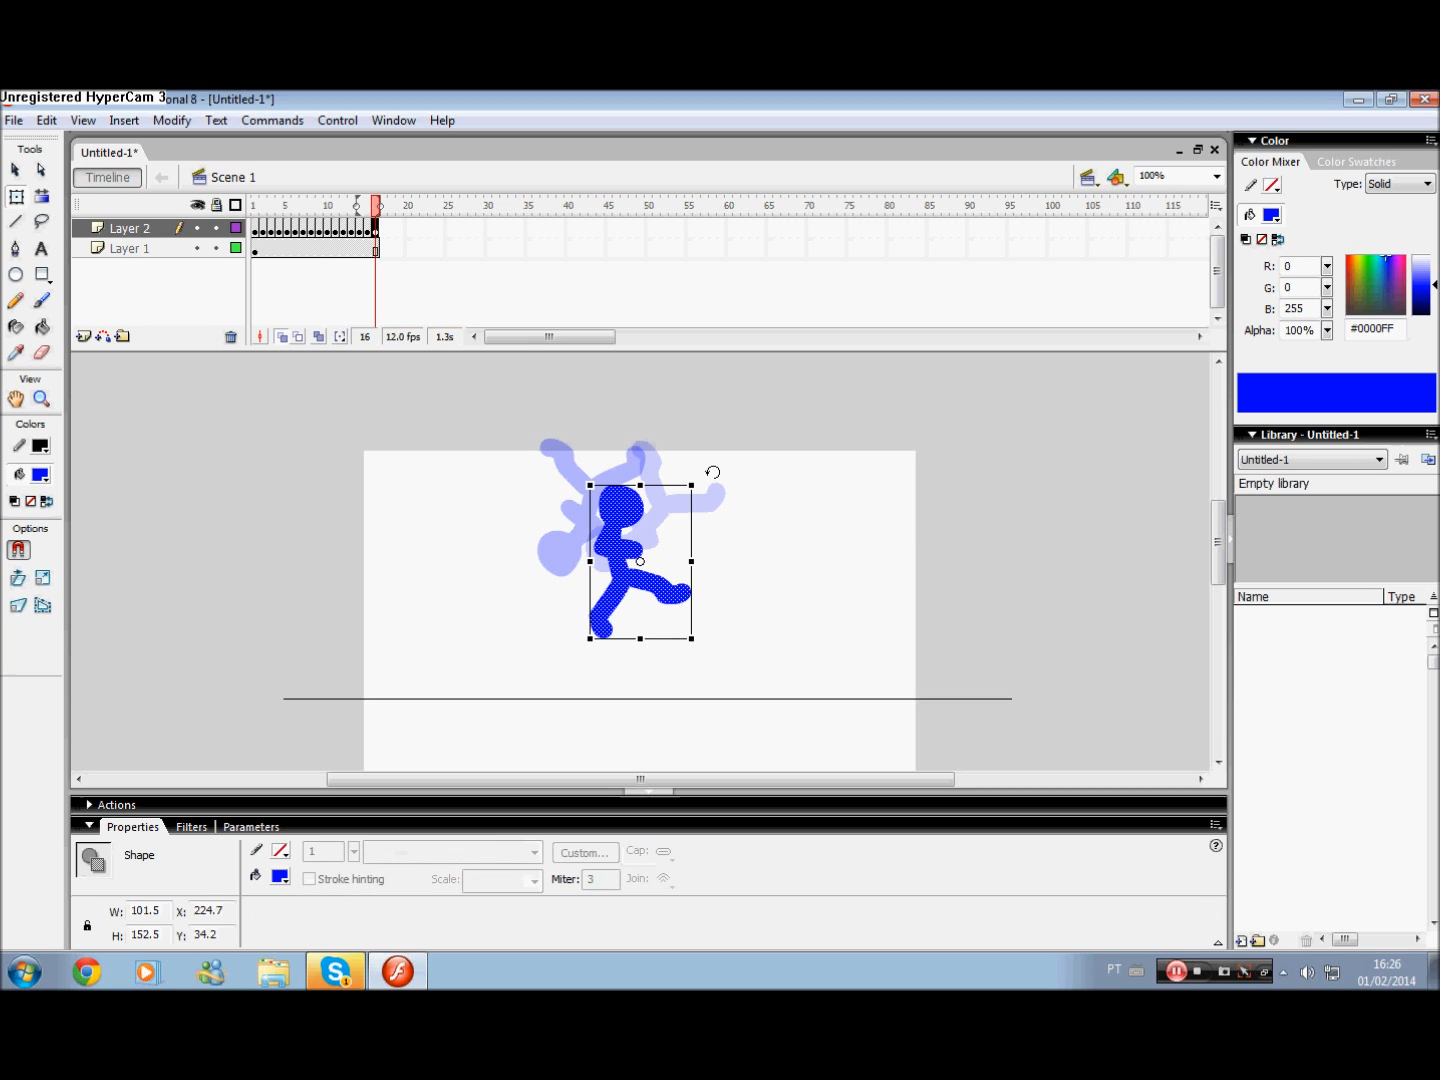 Unregistered HyperCam 3
onal 8 - [Untitled-1*]
File Edit View Insert Modify Text Commands Control Window Help
Tools
Untitled-1*
Timeline
Scene 1
100%
1 5 10 20 25 30 35 40 45 50 55 60 65 70 75 80 85 90 95 100 105 110 115
Layer 2
Layer 1
16 12.0 fps 1.3s
View
Colors
Options
Color
Color Mixer Color Swatches
Type: Solid
R: 0
G: 0
B: 255
Alpha: 100% #0000FF
Library - Untitled-1
Untitled-1
Empty library
Name Type
Actions
Properties Filters Parameters
Shape
1
Custom... Cap:
Stroke hinting Scale: Miter: 3 Join:
W: 101.5 X: 224.7
H: 152.5 Y: 34.2
PT
16:26
01/02/2014